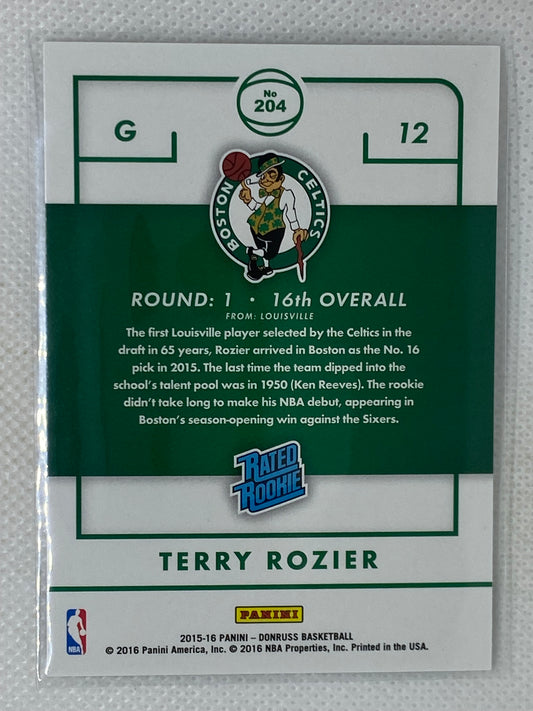 No
204
G
12
BOSTON CELTICS
ROUND: 1 • 16th OVERALL
FROM: LOUISVILLE
The first Louisville player selected by the Celtics in the
draft in 65 years, Rozier arrived in Boston as the No. 16
pick in 2015. The last time the team dipped into the
school's talent pool was in 1950 (Ken Reeves). The rookie
didn't take long to make his NBA debut, appearing in
Boston's season-opening win against the Sixers.
RATED
ROOKIE
TERRY ROZIER
PANINI
NBA
2015-16 PANINI – DONRUSS BASKETBALL
© 2016 Panini America, Inc. © 2016 NBA Properties, Inc. Printed in the USA.